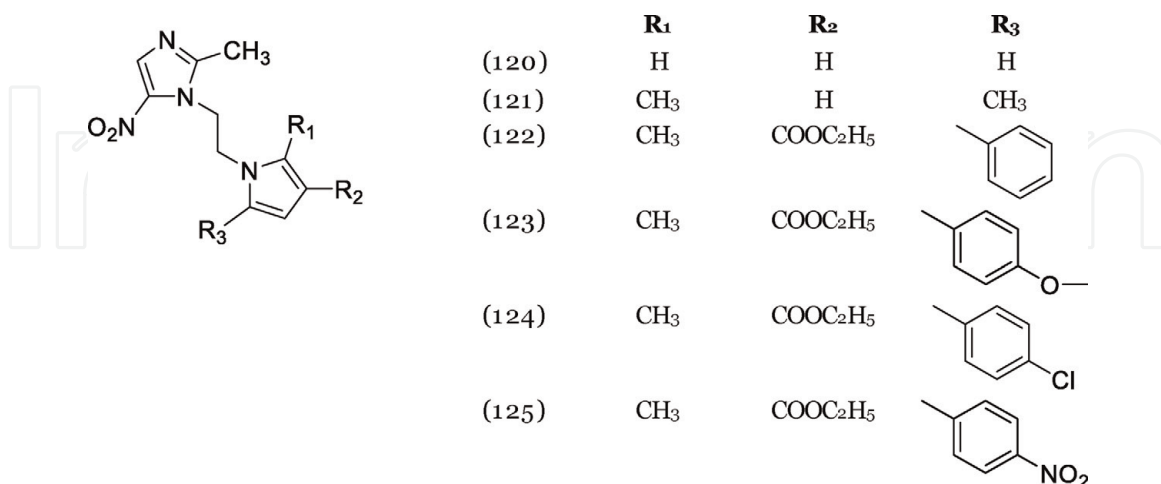 R₁ R₂ R₃
(120) H H H
(121) CH₃ H CH₃
(122) CH₃ COOC₂H₅
(123) CH₃ COOC₂H₅
O
(124) CH₃ COOC₂H₅
Cl
(125) CH₃ COOC₂H₅
NO₂
N
CH₃
N
O₂N
R₁
N
R₂
R₃